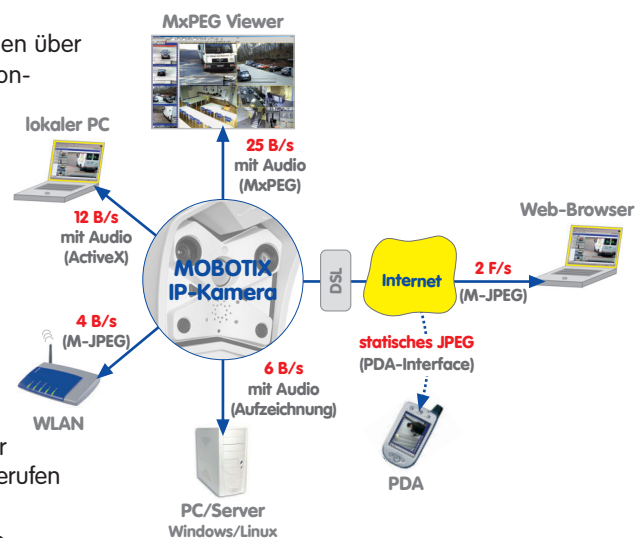 MxPEG Viewer
en über
on-
lokaler PC
25 B/s
mit Audio
(MxPEG)
12 B/s
mit Audio
(ActiveX)
Web-Browser
MOBOTIX
IP-Kamera
DSL
Internet
2 F/s
(M-JPEG)
4 B/s
(M-JPEG)
statisches JPEG
(PDA-Interface)
6 B/s
mit Audio
(Aufzeichnung)
WLAN
r
erufen
PDA
PC/Server
Windows/Linux